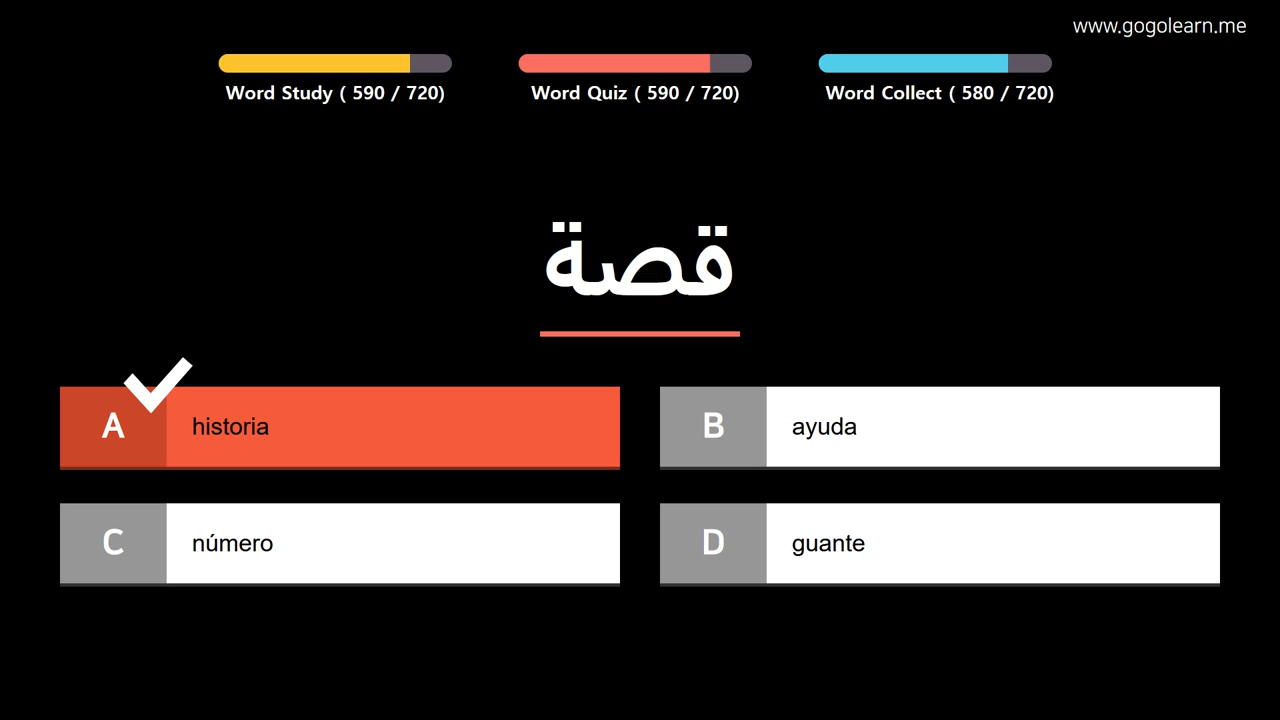 www.gogolearn.me
Word Study ( 590 / 720)
Word Quiz ( 590 / 720)
Word Collect ( 580 / 720)
قصة
A historia
B ayuda
C número
D guante